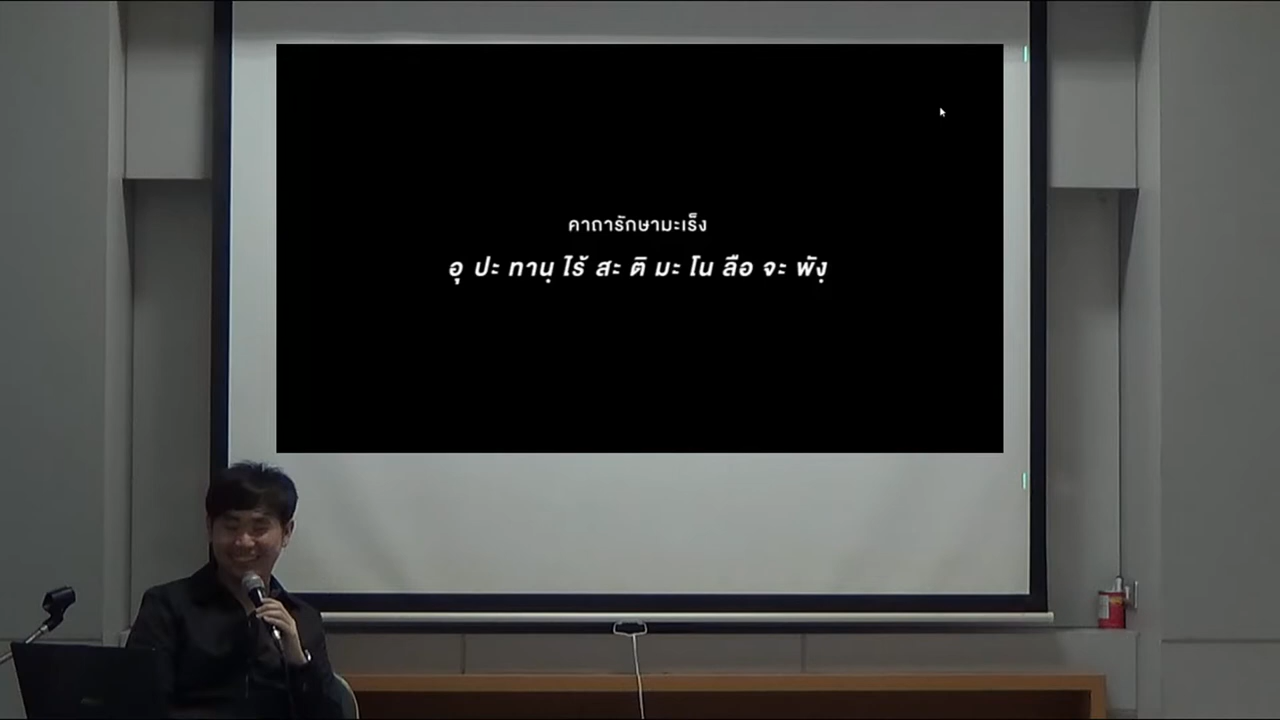 คาถารักษามะเร็ง
อุ ปะ ทานฺ ไร้ สะ ติ มะ โน ลือ จะ พังฺ